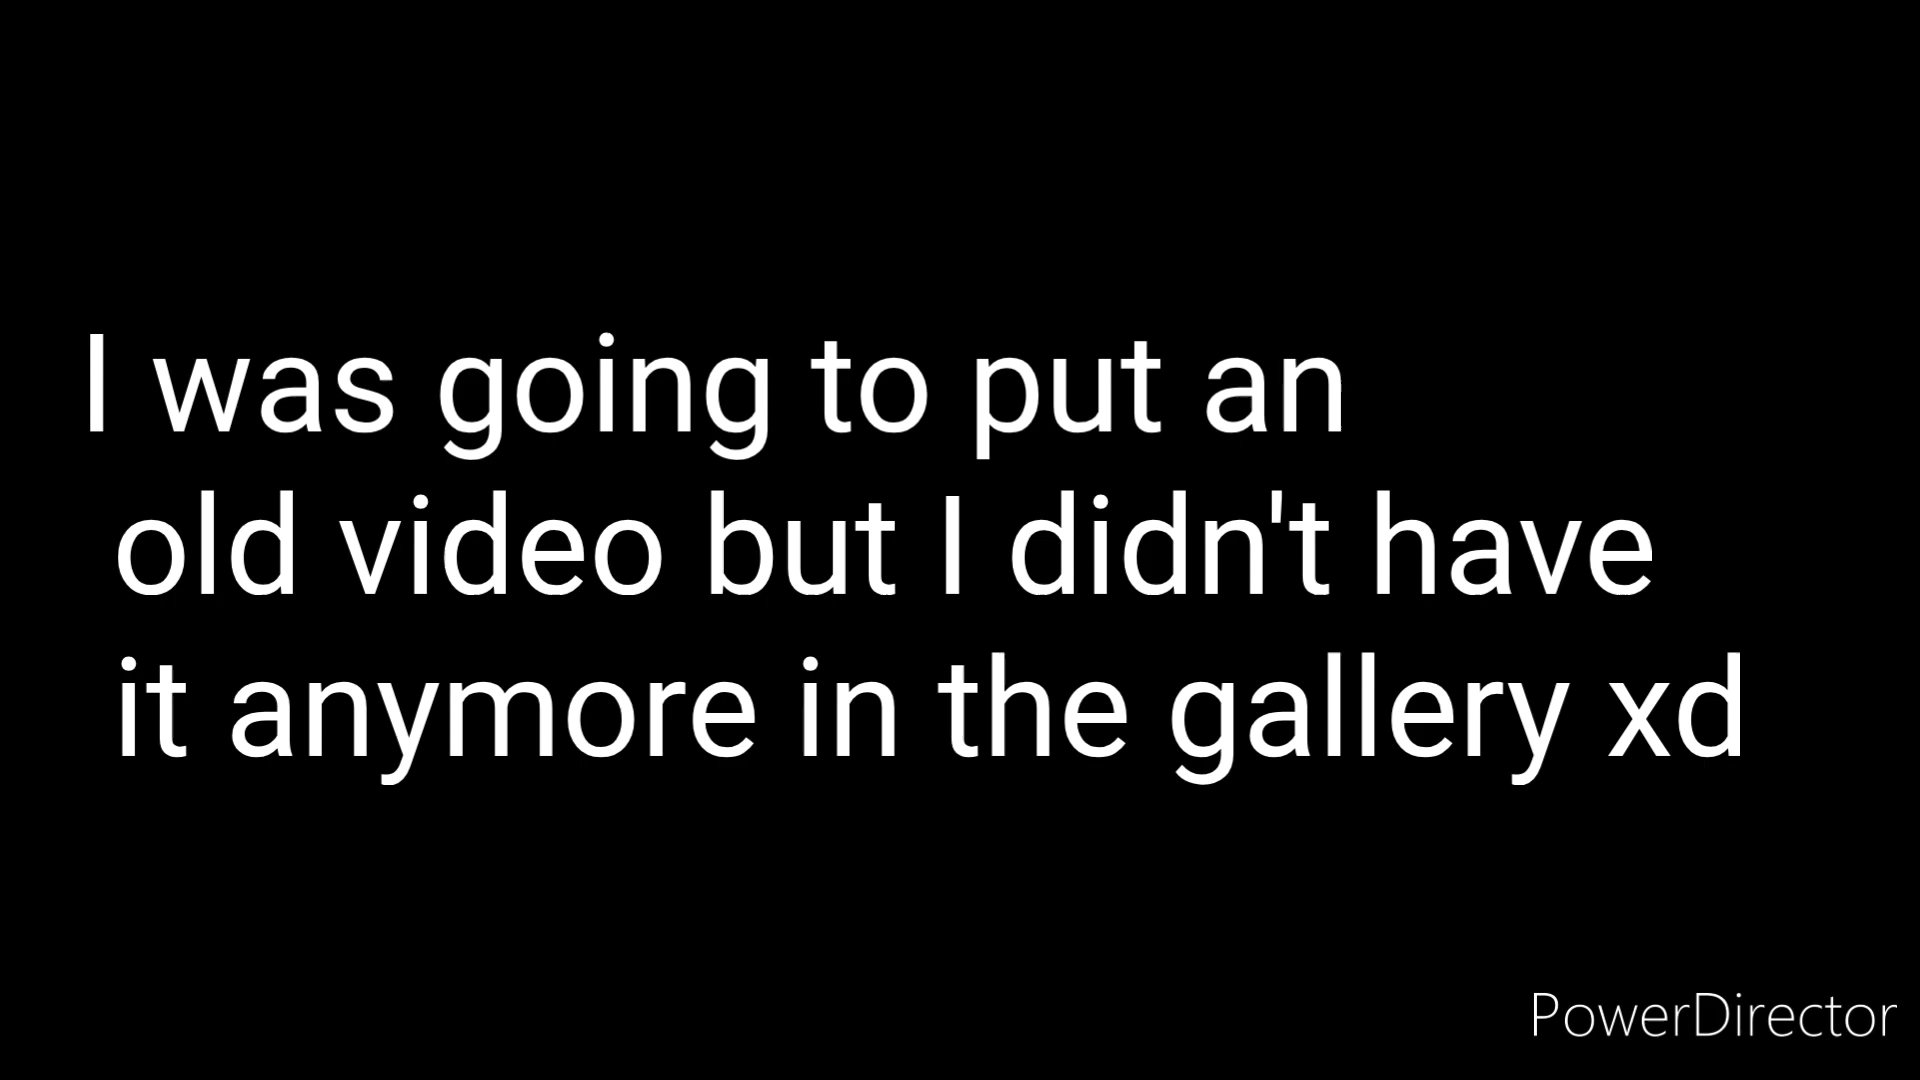 I was going to put an
old video but I didn't have
it anymore in the gallery xd
PowerDirector